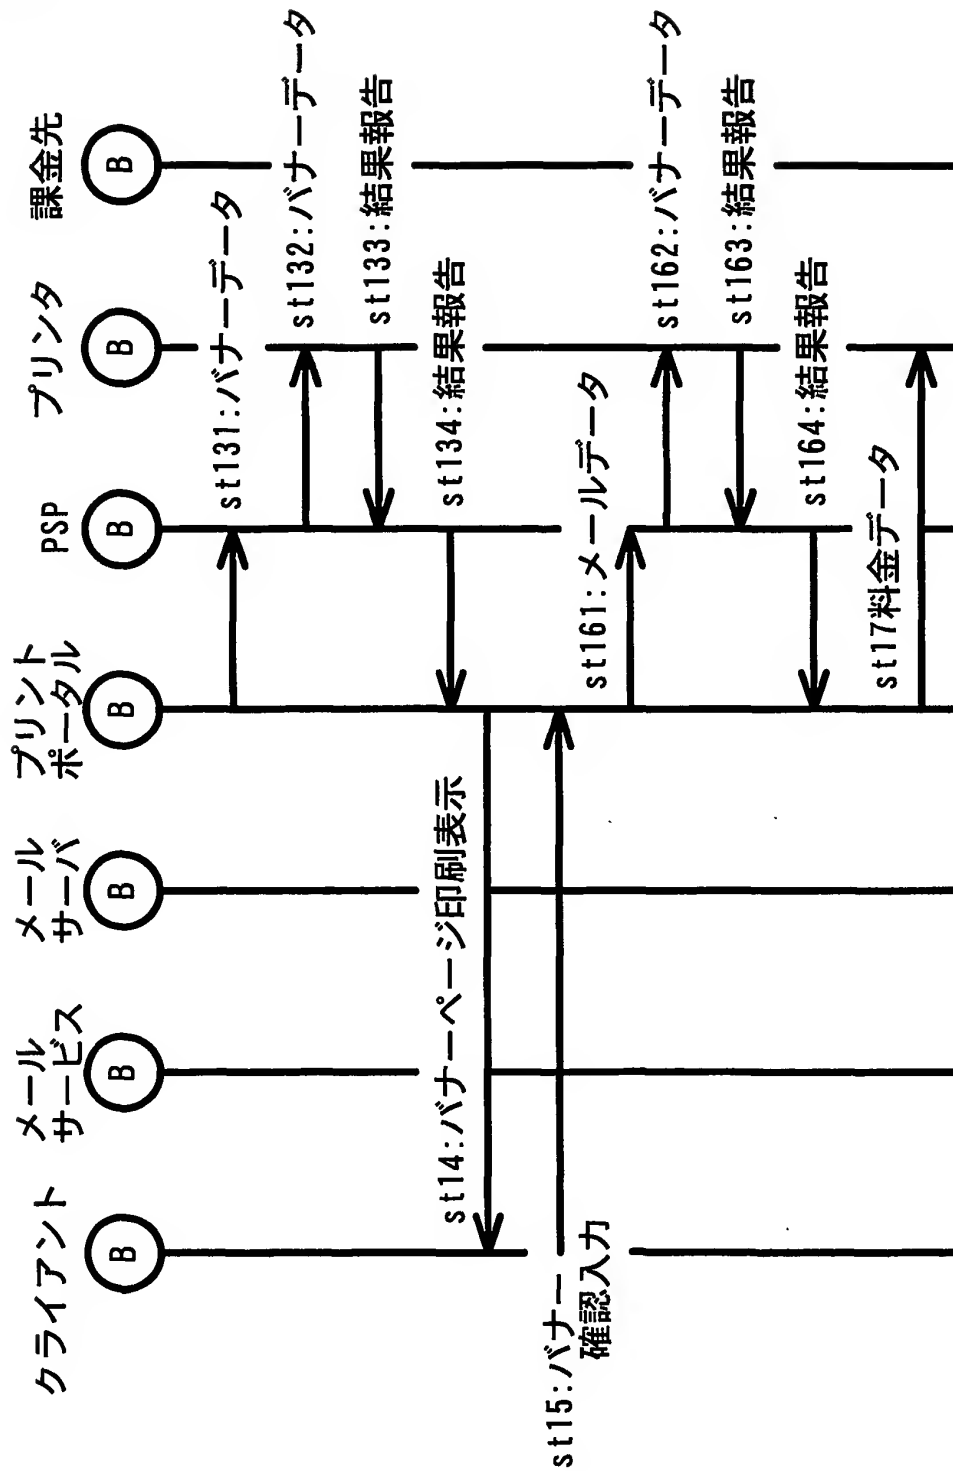 クライアント
メール
サービス
メール
サーバ
プリント
ポータル
PSP
プリンタ
課金先
B
B
B
B
B
B
B
st131:バナーデータ
st132:バナーデータ
st133:結果報告
st134:結果報告
st14:バナーページ印刷表示
st15:バナー
確認入力
st161:メールデータ
st162:バナーデータ
st163:結果報告
st164:結果報告
st17料金データ